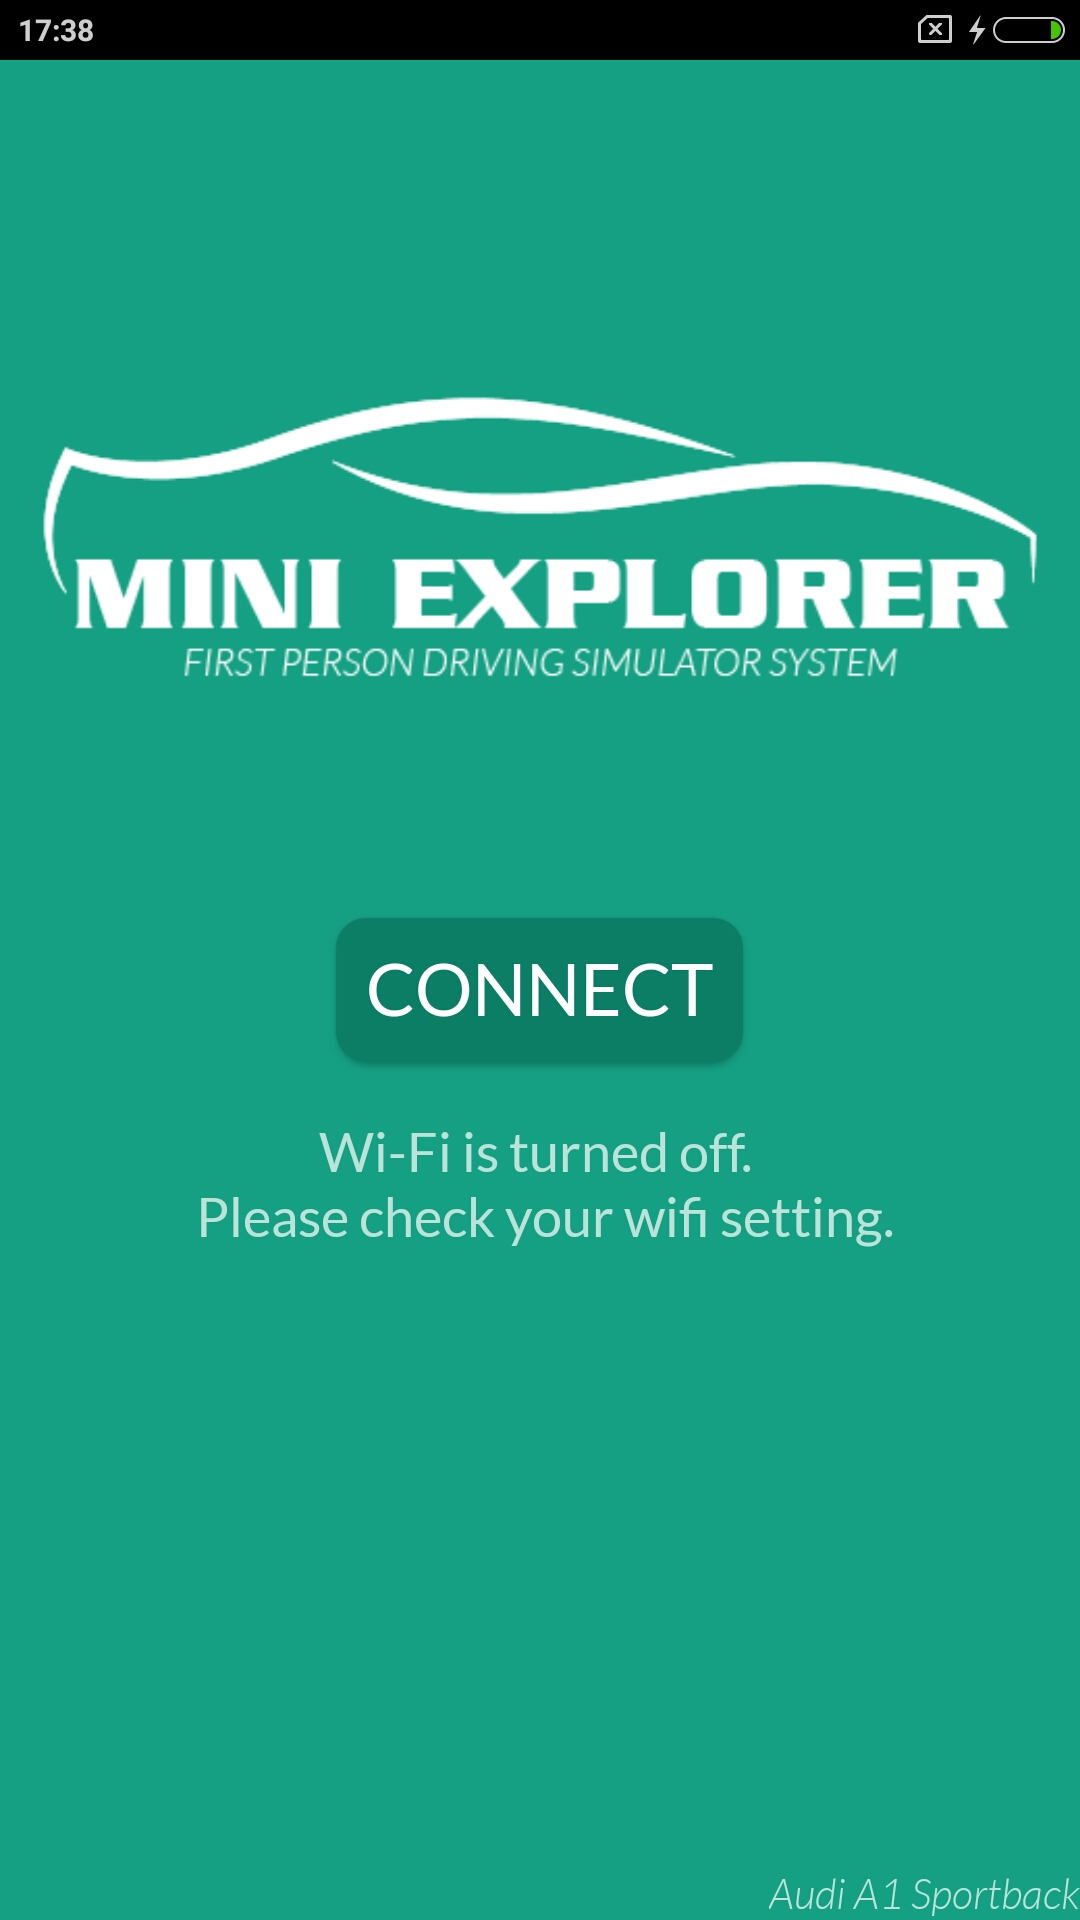 17:38
MINI EXPLORER
FIRST PERSON DRIVING SIMULATOR SYSTEM
CONNECT
Wi-Fi is turned off.
Please check your wifi setting.
Audi A1 Sportback